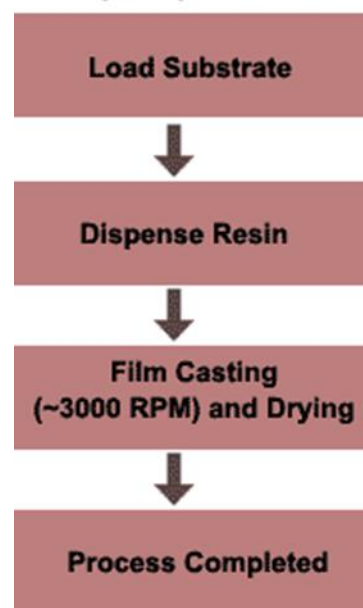 Load Substrate
Dispense Resin
Film Casting
(~3000 RPM) and Drying
Process Completed